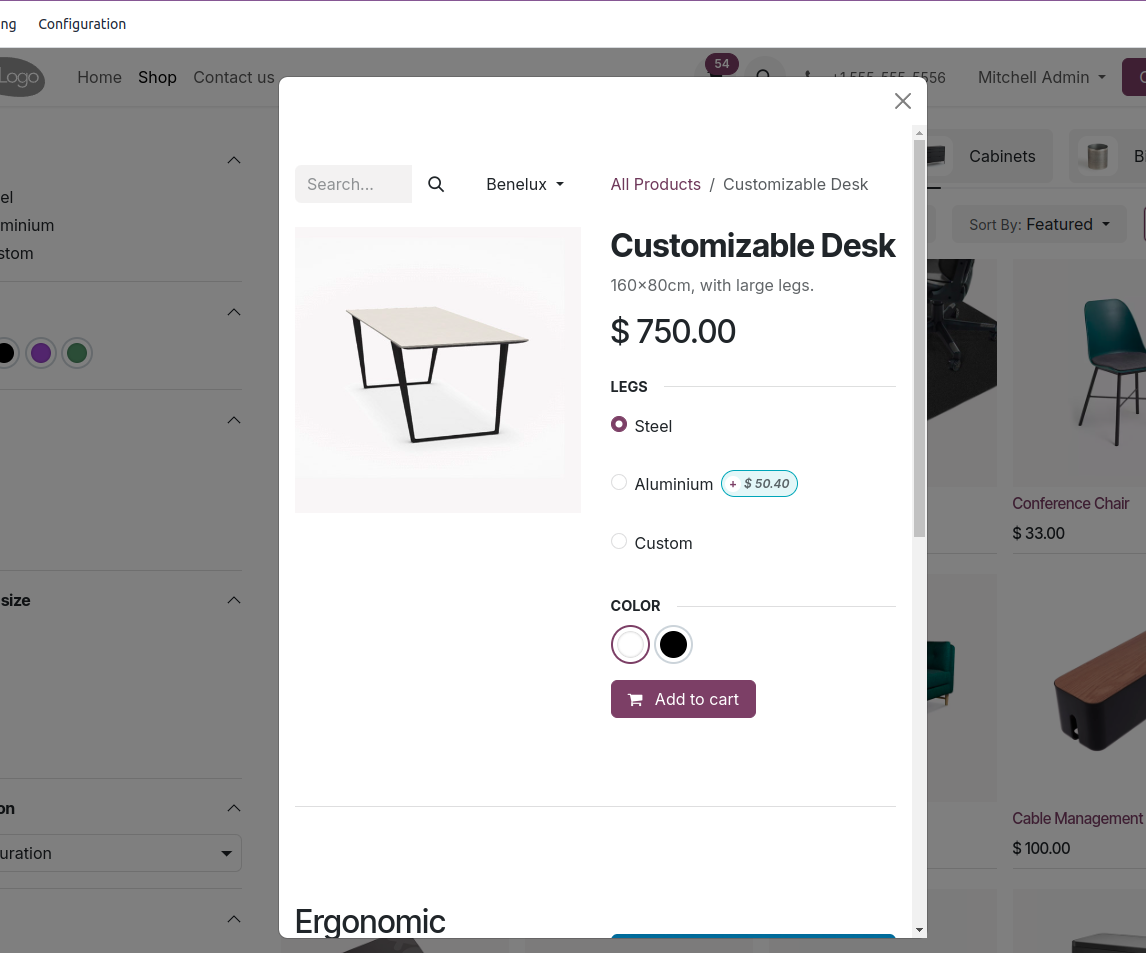 ng Configuration
Logo Home Shop Contact us 54 +1 555-555-5556 Mitchell Admin
Cabinets
Search... Benelux All Products / Customizable Desk
el
minium
stom
Sort By: Featured
Customizable Desk
160x80cm, with large legs.
$ 750.00
LEGS
Steel
Aluminium + $ 50.40
Custom
Conference Chair
$ 33.00
size
COLOR
Add to cart
on
uration
Cable Management
$ 100.00
Ergonomic